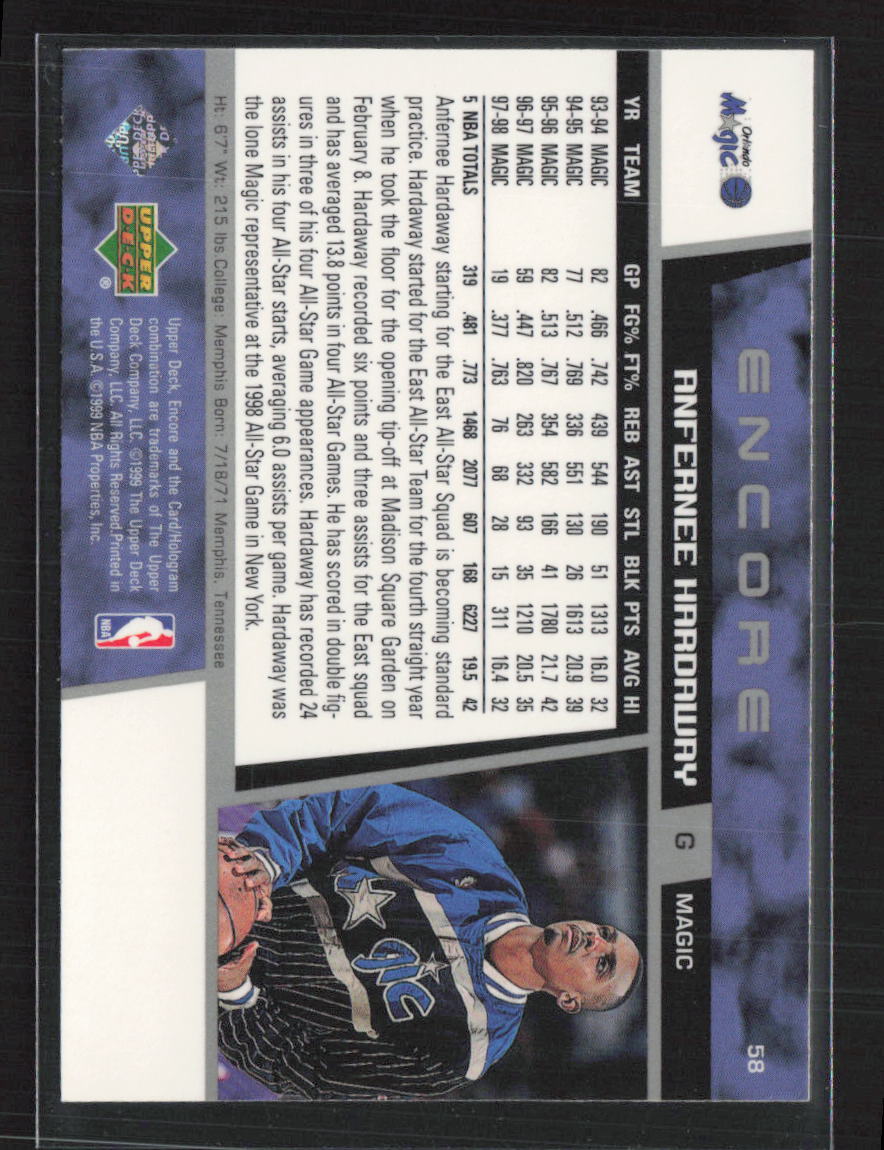 Orlando
Magic
ENCORE
58
ANFERNEE HARDAWAY
G
MAGIC
YR TEAM GP FG% FT% REB AST STL BLK PTS AVG HI
93-94 MAGIC 82 .466 .742 439 544 190 51 1313 16.0 32
94-95 MAGIC 77 .512 .769 336 551 130 26 1613 20.9 39
95-96 MAGIC 82 .513 .767 354 582 166 41 1780 21.7 42
96-97 MAGIC 59 .447 .820 263 332 93 35 1210 20.5 35
97-98 MAGIC 19 .377 .763 76 68 28 15 311 16.4 32
5 NBA TOTALS 319 .481 .773 1468 2077 607 168 6227 19.5 42
Anfernee Hardaway starting for the East All-Star Squad is becoming standard
practice. Hardaway started for the East All-Star Team for the fourth straight year
when he took the floor for the opening tip-off at Madison Square Garden on
February 8. Hardaway recorded six points and three assists for the East squad
and has averaged 13.8 points in four All-Star Games. He has scored in double fig-
ures in three of his four All-Star Game appearances. Hardaway has recorded 24
assists in his four All-Star starts, averaging 6.0 assists per game. Hardaway was
the lone Magic representative at the 1998 All-Star Game in New York.
Ht: 6'7" Wt: 215 lbs. College: Memphis Born: 7/18/71 Memphis, Tennessee
UPPER
DECK
®
Upper Deck Encore and the Card/Hologram
combination are trademarks of The Upper
Deck Company, LLC. ©1999 The Upper Deck
Company, LLC. All Rights Reserved.Printed in
the U.S.A. ©1999 NBA Properties, Inc.
NBA